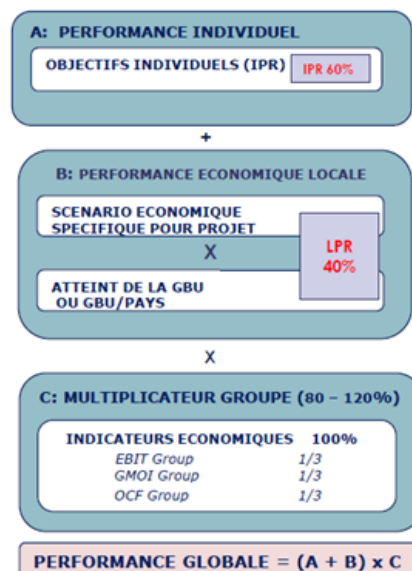 A: PERFORMANCE INDIVIDUEL
OBJECTIFS INDIVIDUELS (IPR) IPR 60%
+
B: PERFORMANCE ECONOMIQUE LOCALE
SCENARIO ECONOMIQUE
SPECIFIQUE POUR PROJET
X
LPR
40%
ATTEINT DE LA GBU
OU GBU/PAYS
X
C: MULTIPLICATEUR GROUPE (80 – 120%)
INDICATEURS ECONOMIQUES 100%
EBIT Group 1/3
GMOI Group 1/3
OCF Group 1/3
PERFORMANCE GLOBALE = (A + B) x C